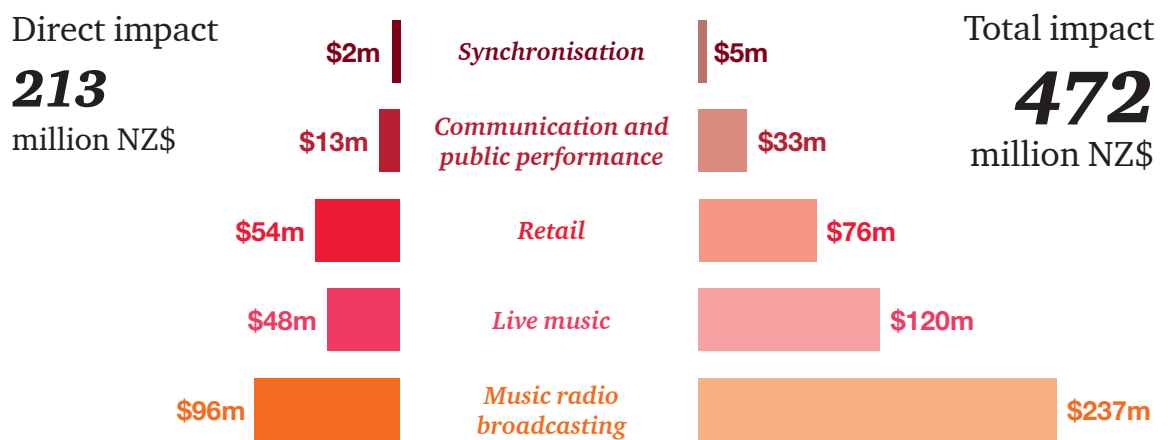 Direct impact
213
million NZ$
Total impact
472
million NZ$
$2m
Synchronisation
$5m
$13m
Communication and
public performance
$33m
$54m
Retail
$76m
$48m
Live music
$120m
$96m
Music radio
broadcasting
$237m